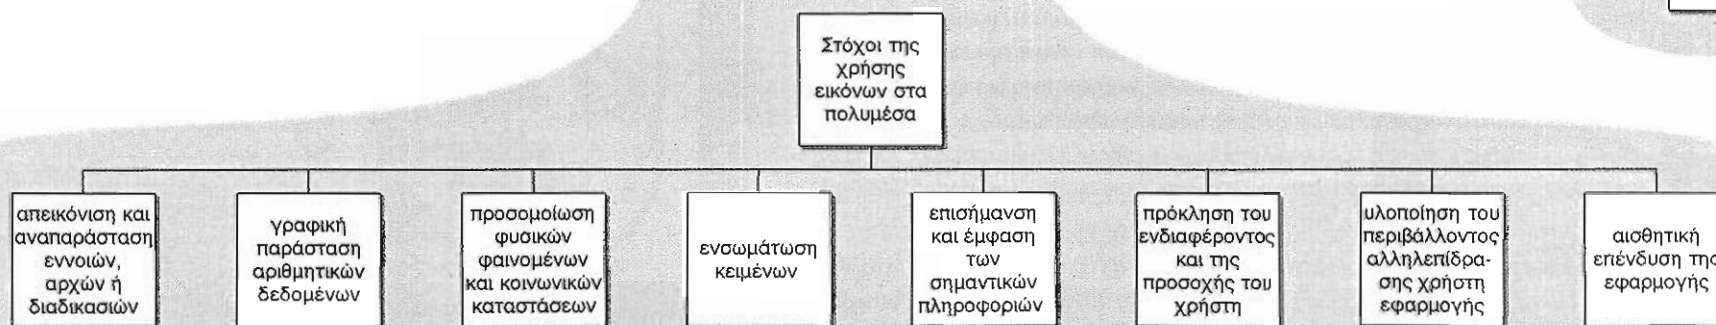 Στόχοι της
χρήσης
εικόνων στα
πολυμέσα
απεικόνιση και
αναπαράσταση
εννοιών,
αρχών ή
διαδικασιών
γραφική
παράσταση
αριθμητικών
δεδομένων
προσομοίωση
φυσικών
φαινομένων
και κοινωνικών
καταστάσεων
ενσωμάτωση
κειμένων
επισήμανση
και έμφαση
των
σημαντικών
πληροφοριών
πρόκληση του
ενδιαφέροντος
και της
προσοχής του
χρήστη
υλοποίηση του
περιβάλλοντος
αλληλεπίδρα-
σης χρήστη
εφαρμογής
αισθητική
επένδυση της
εφαρμογής